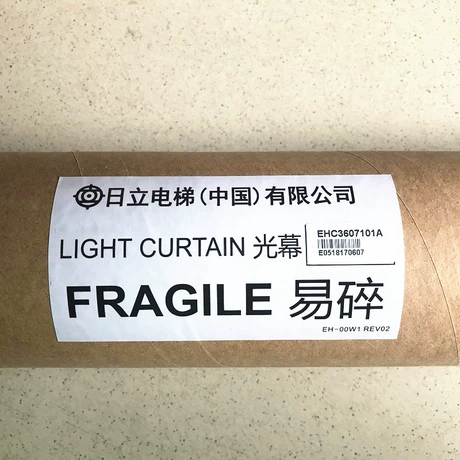 日立电梯(中国)有限公司
LIGHT CURTAIN 光幕
EHC3607101A
E0518170607
FRAGILE 易碎
EH-00W1 REV02